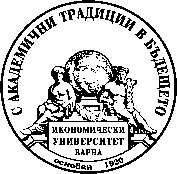 С АКАДЕМИЧНИ ТРАДИЦИИ В БЪДЕЩЕТО
ИКОНОМИЧЕСКИ
УНИВЕРСИТЕТ
ВАРНА
основан 1920